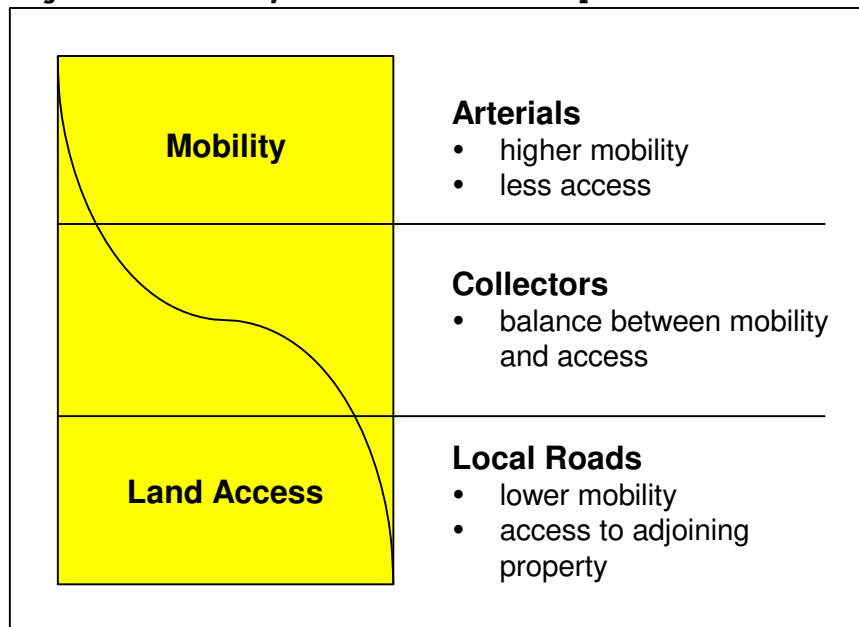 Mobility
Arterials
• higher mobility
• less access
Collectors
• balance between mobility
and access
Land Access
Local Roads
• lower mobility
• access to adjoining
property